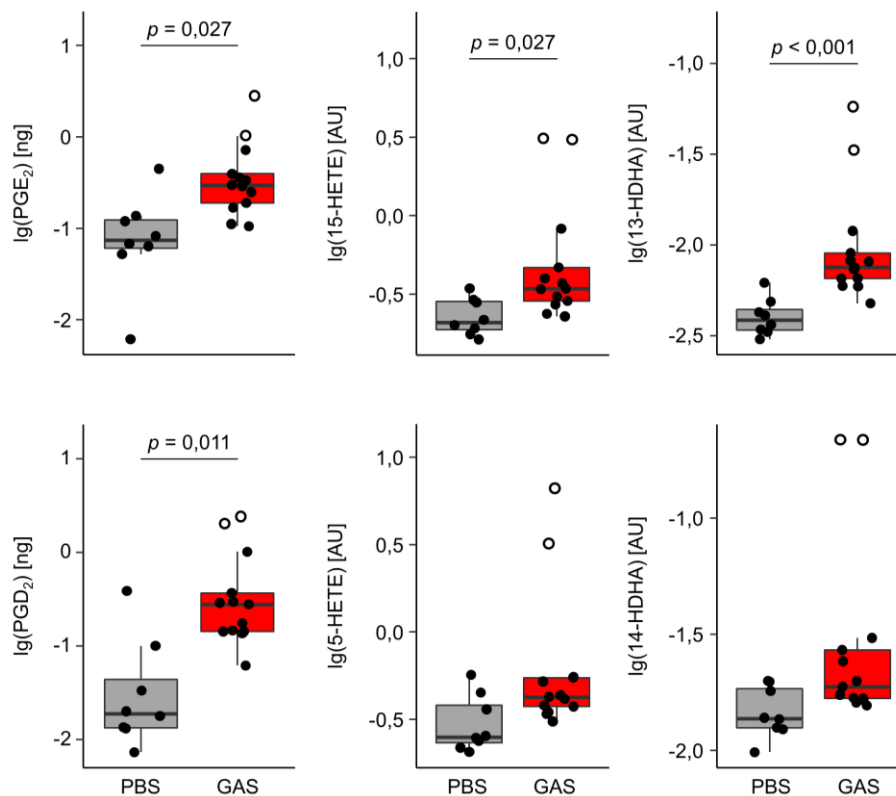 lg(PGE₂) [ng]
1
0
-1
-2
p = 0,027
lg(15-HETE) [AU]
1,0
0,5
0,0
-0,5
p = 0,027
lg(13-HDHA) [AU]
-1,0
-1,5
-2,0
-2,5
p < 0,001
lg(PGD₂) [ng]
1
0
-1
-2
p = 0,011
PBS GAS
lg(5-HETE) [AU]
1,0
0,5
0,0
-0,5
PBS GAS
lg(14-HDHA) [AU]
-1,0
-1,5
-2,0
PBS GAS